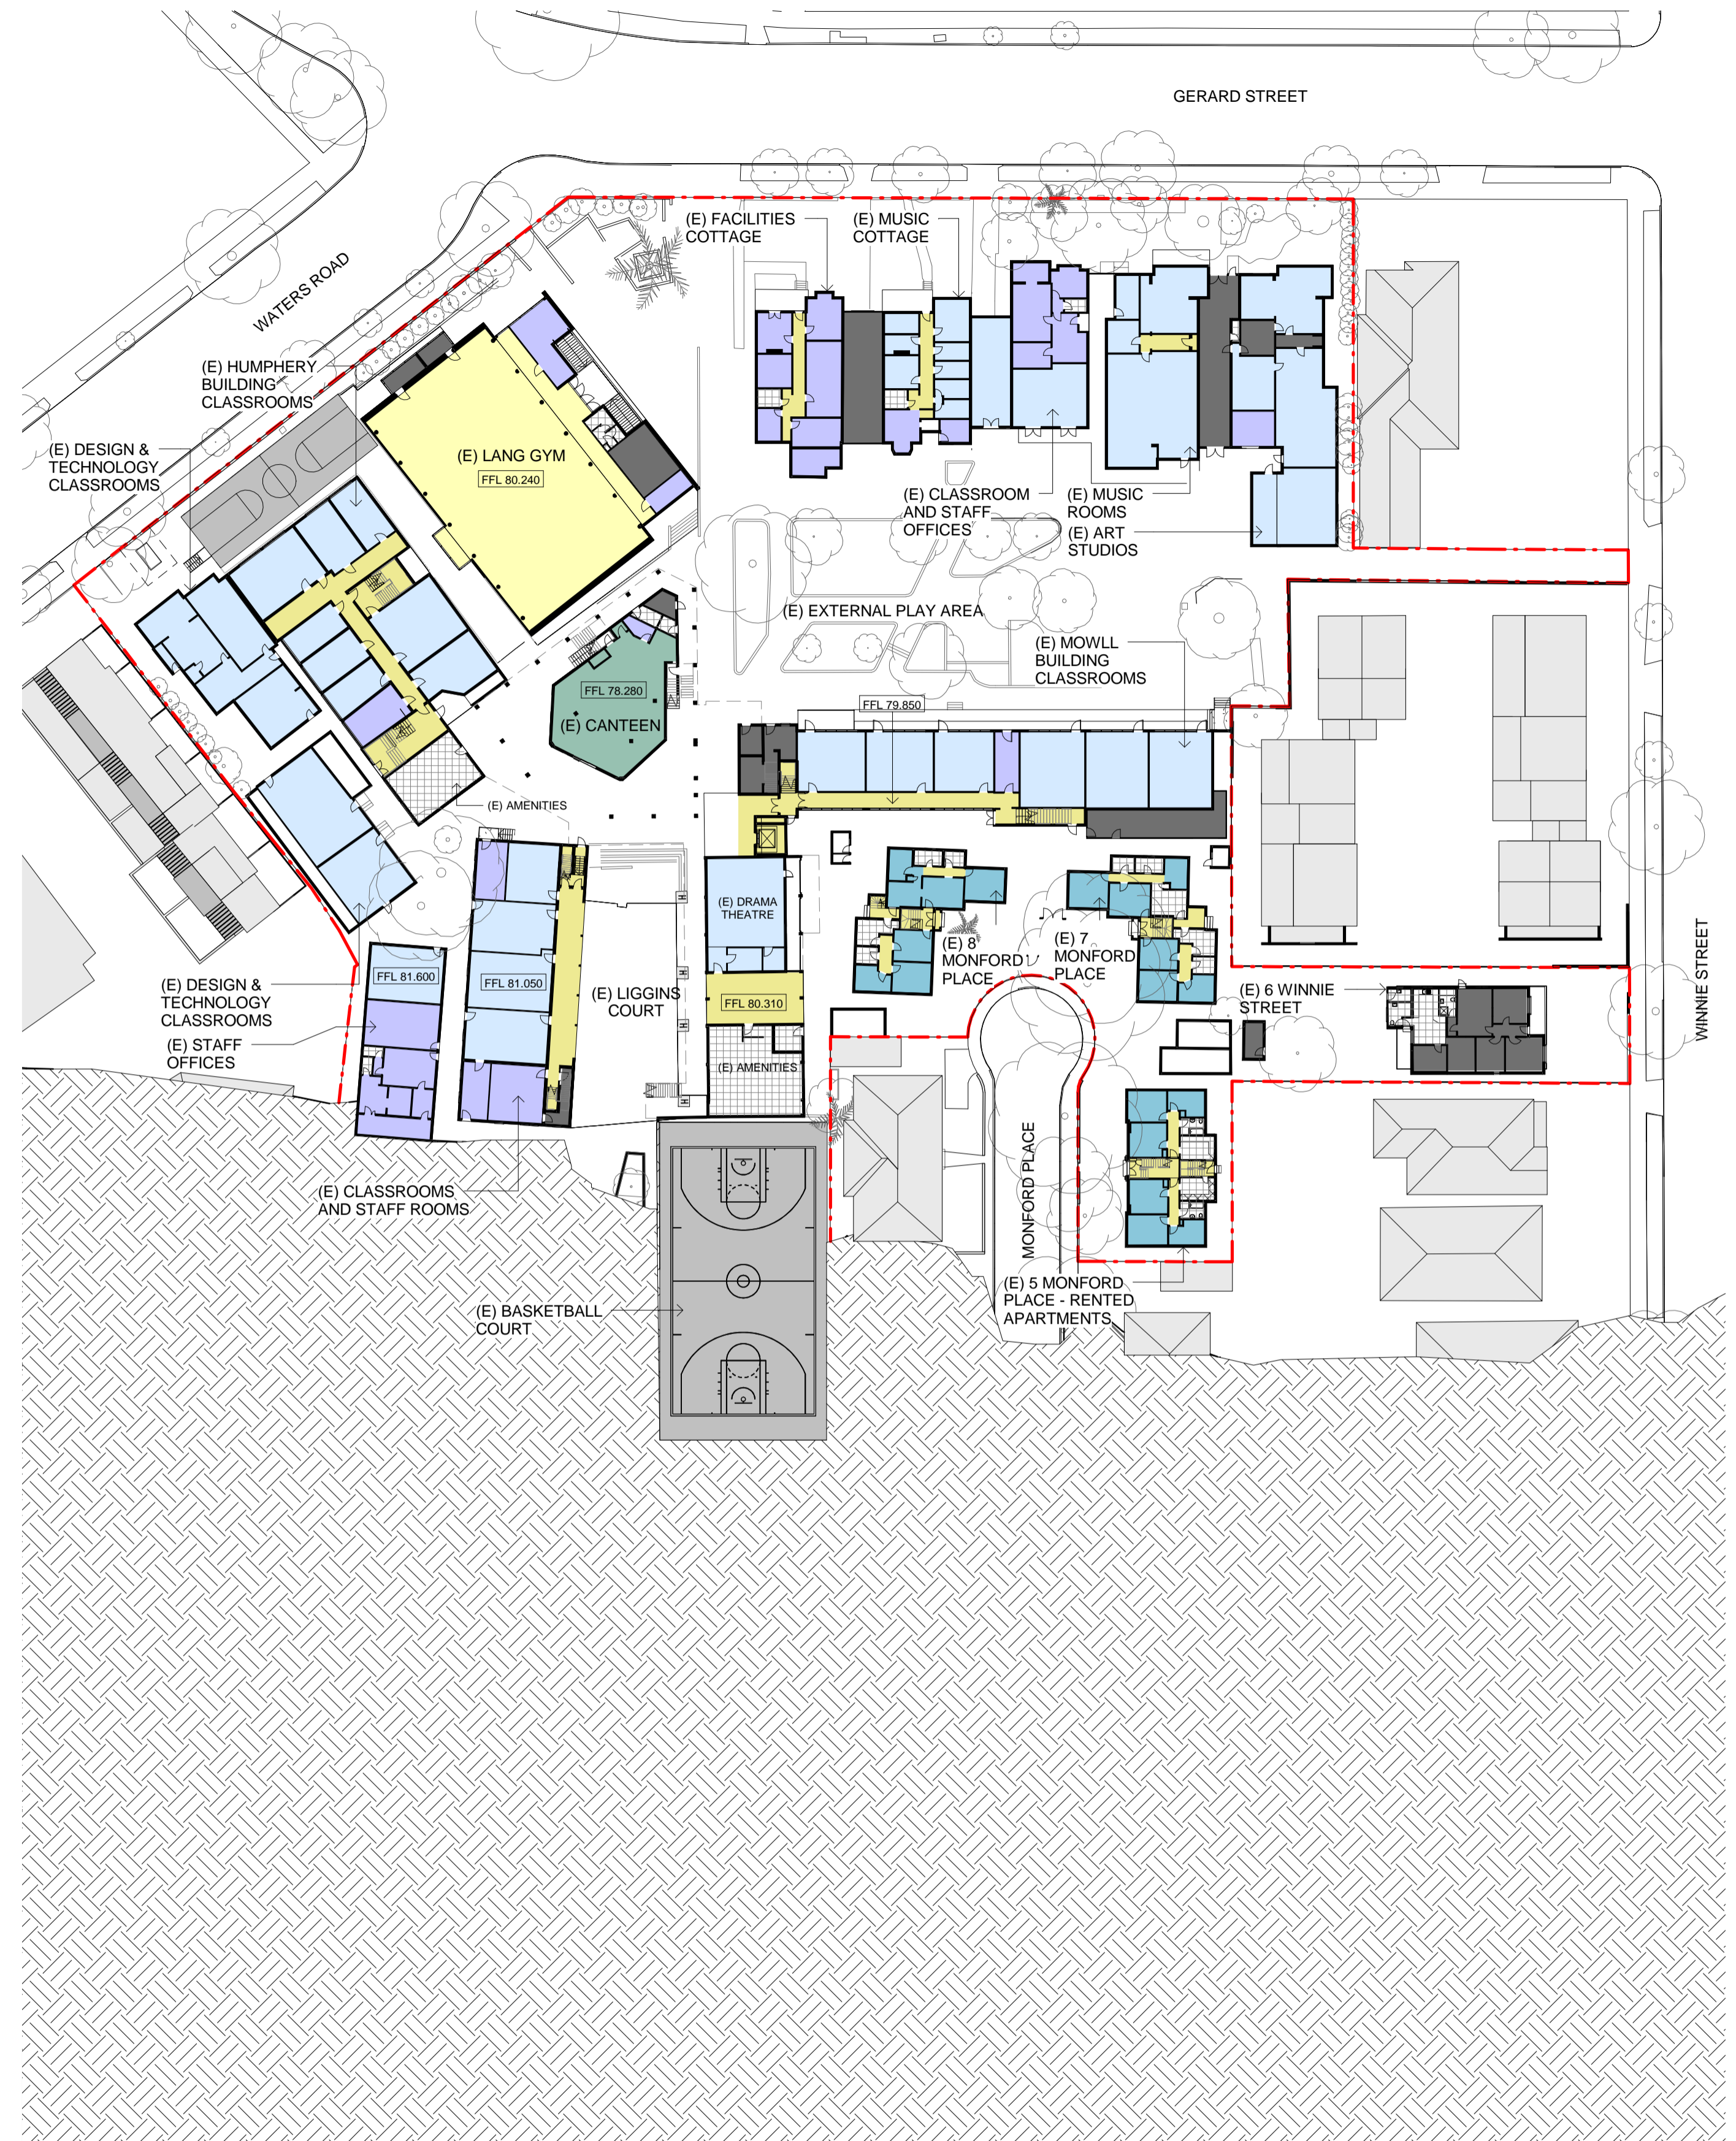 GERARD STREET
WATERS ROAD
(E) FACILITIES
COTTAGE
(E) MUSIC
COTTAGE
(E) HUMPHERY
BUILDING
CLASSROOMS
(E) DESIGN &
TECHNOLOGY
CLASSROOMS
(E) LANG GYM
FFL 80.240
(E) CLASSROOM
AND STAFF
OFFICES
(E) MUSIC
ROOMS
(E) ART
STUDIOS
(E) EXTERNAL PLAY AREA
(E) MOWLL
BUILDING
CLASSROOMS
FFL 78.280
(E) CANTEEN
FFL 79.850
(E) AMENITIES
(E) DRAMA
THEATRE
(E) 8
MONFORD
PLACE
(E) 7
MONFORD
PLACE
WINNIE STREET
FFL 81.600
FFL 81.050
(E) DESIGN &
TECHNOLOGY
CLASSROOMS
(E) LIGGINS
COURT
FFL 80.310
(E) 6 WINNIE
STREET
(E) STAFF
OFFICES
(E) AMENITIES
MONFORD PLACE
(E) CLASSROOMS
AND STAFF ROOMS
(E) BASKETBALL
COURT
(E) 5 MONFORD
PLACE - RENTED
APARTMENTS